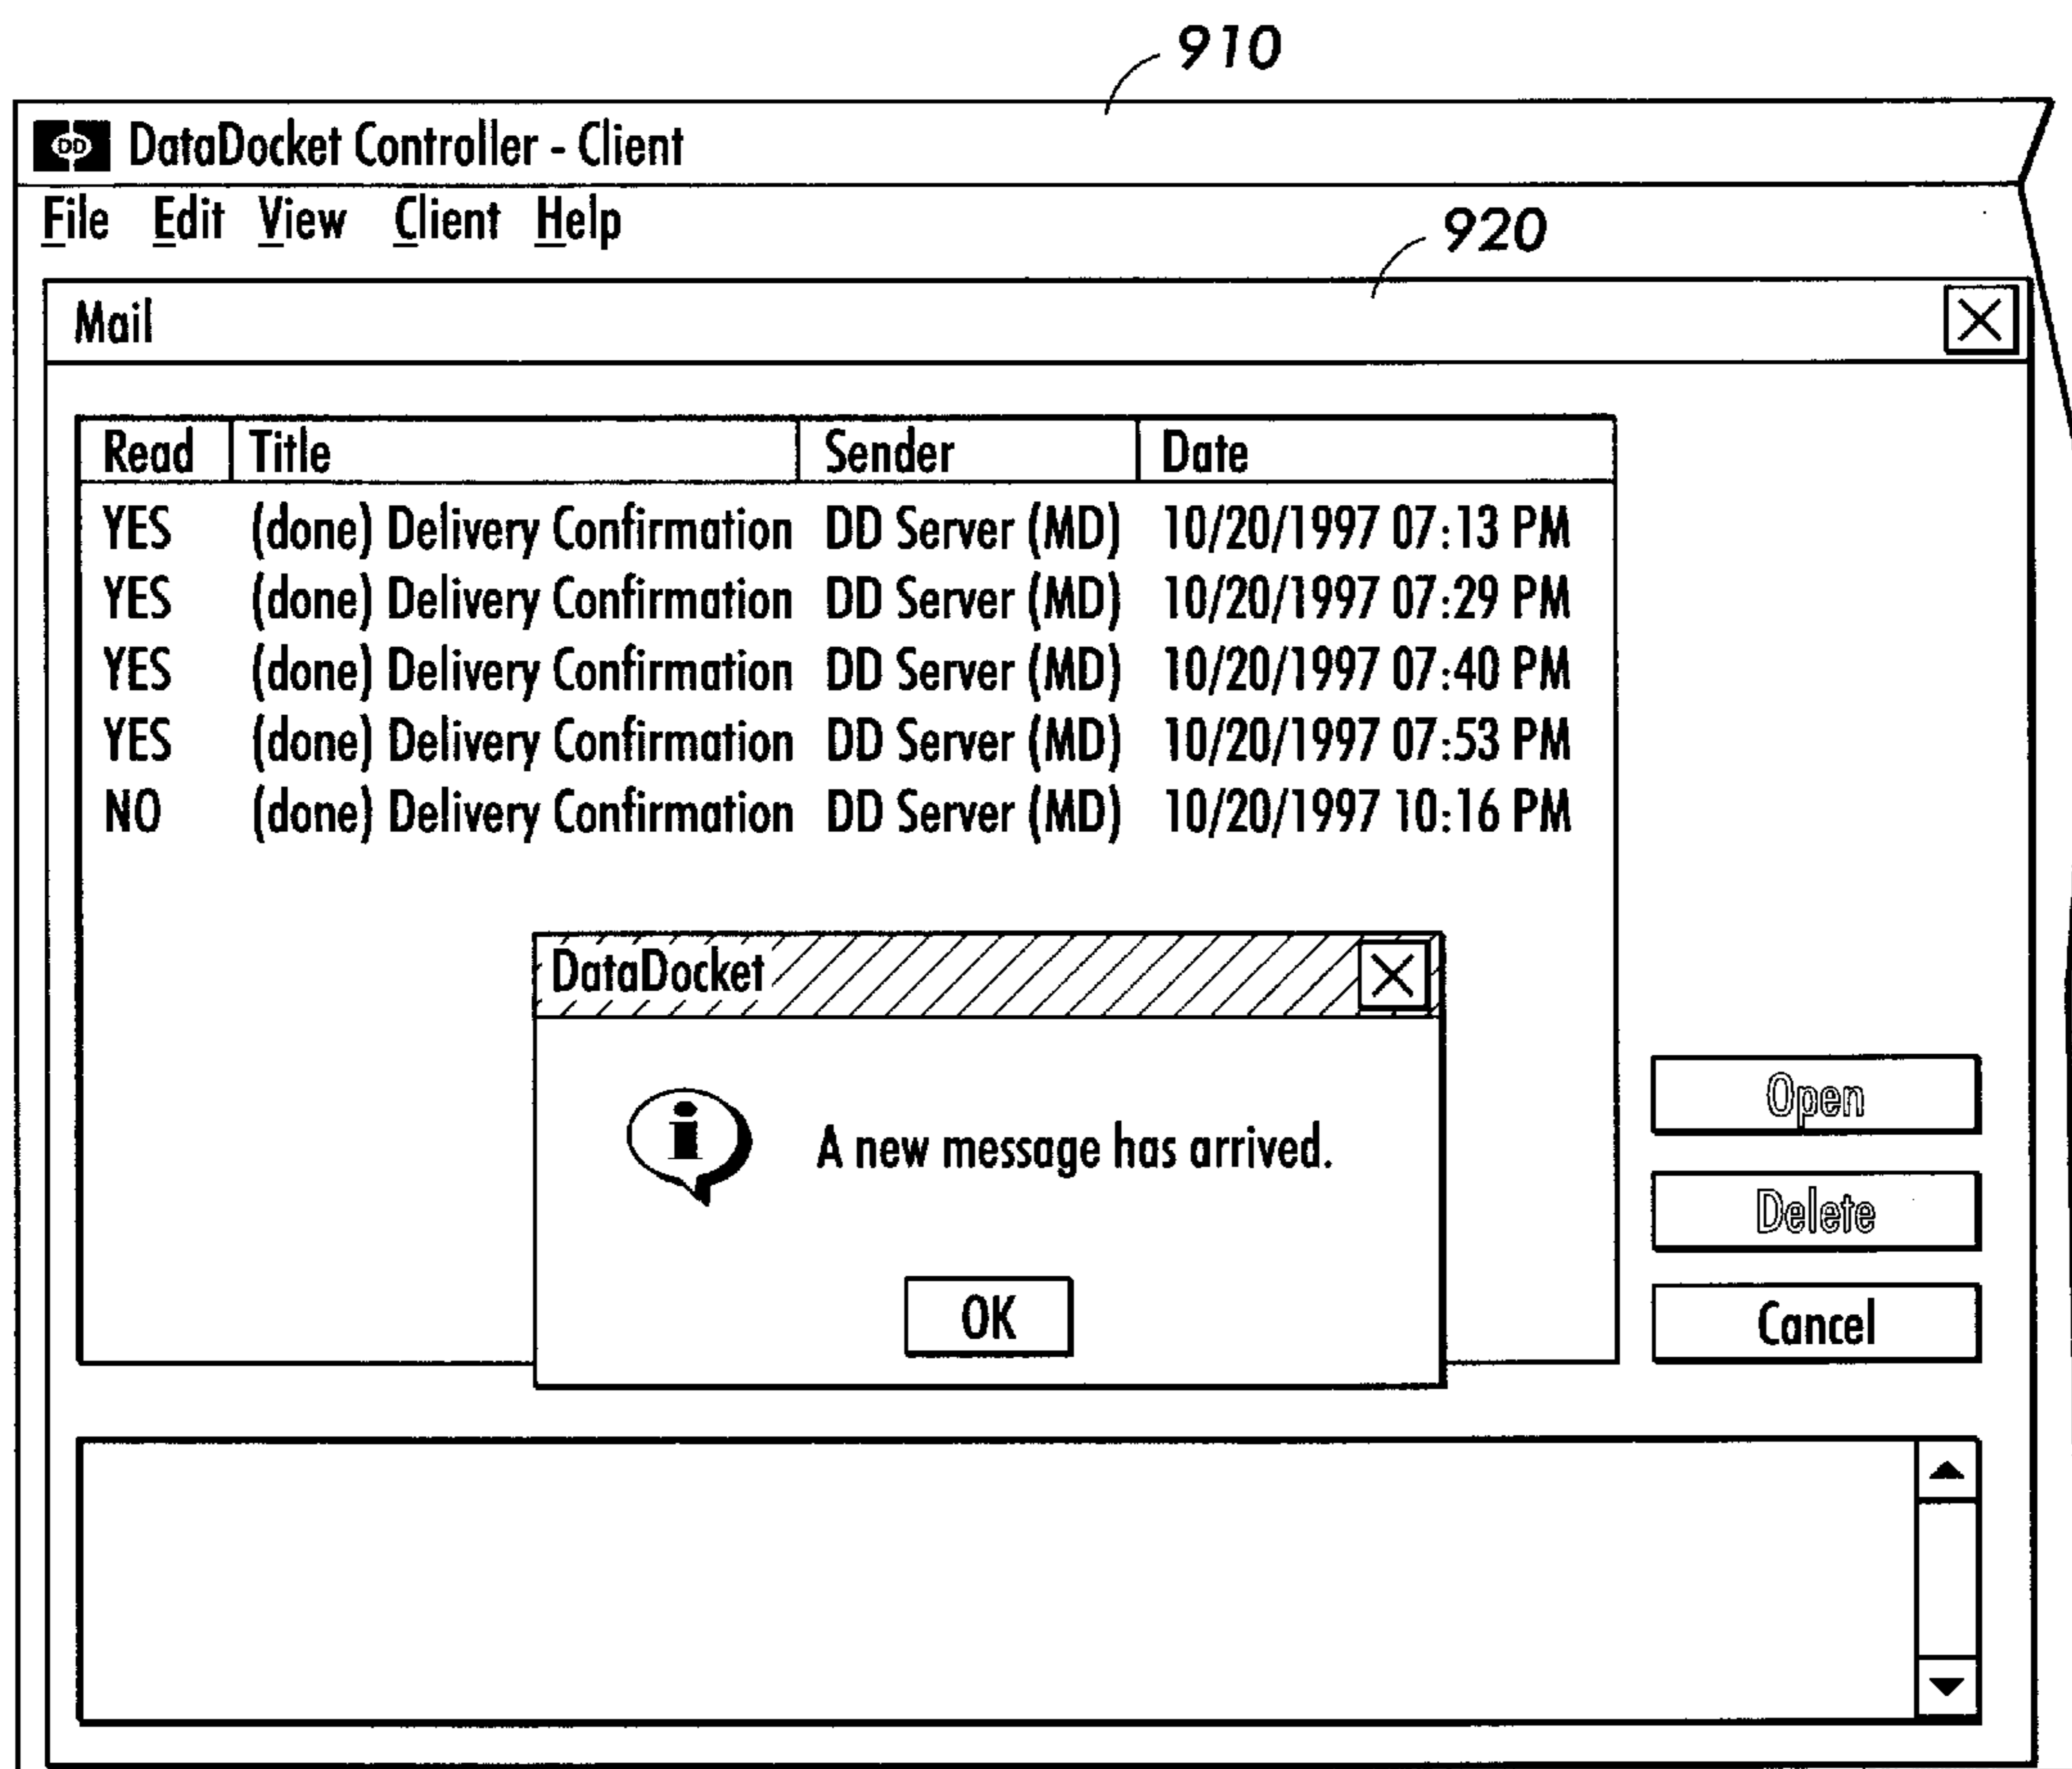 910
DD DataDocket Controller - Client
File Edit View Client Help
920
Mail
Read Title Sender Date
YES (done) Delivery Confirmation DD Server (MD) 10/20/1997 07:13 PM
YES (done) Delivery Confirmation DD Server (MD) 10/20/1997 07:29 PM
YES (done) Delivery Confirmation DD Server (MD) 10/20/1997 07:40 PM
YES (done) Delivery Confirmation DD Server (MD) 10/20/1997 07:53 PM
NO (done) Delivery Confirmation DD Server (MD) 10/20/1997 10:16 PM
DataDocket
i A new message has arrived.
OK
Open
Delete
Cancel